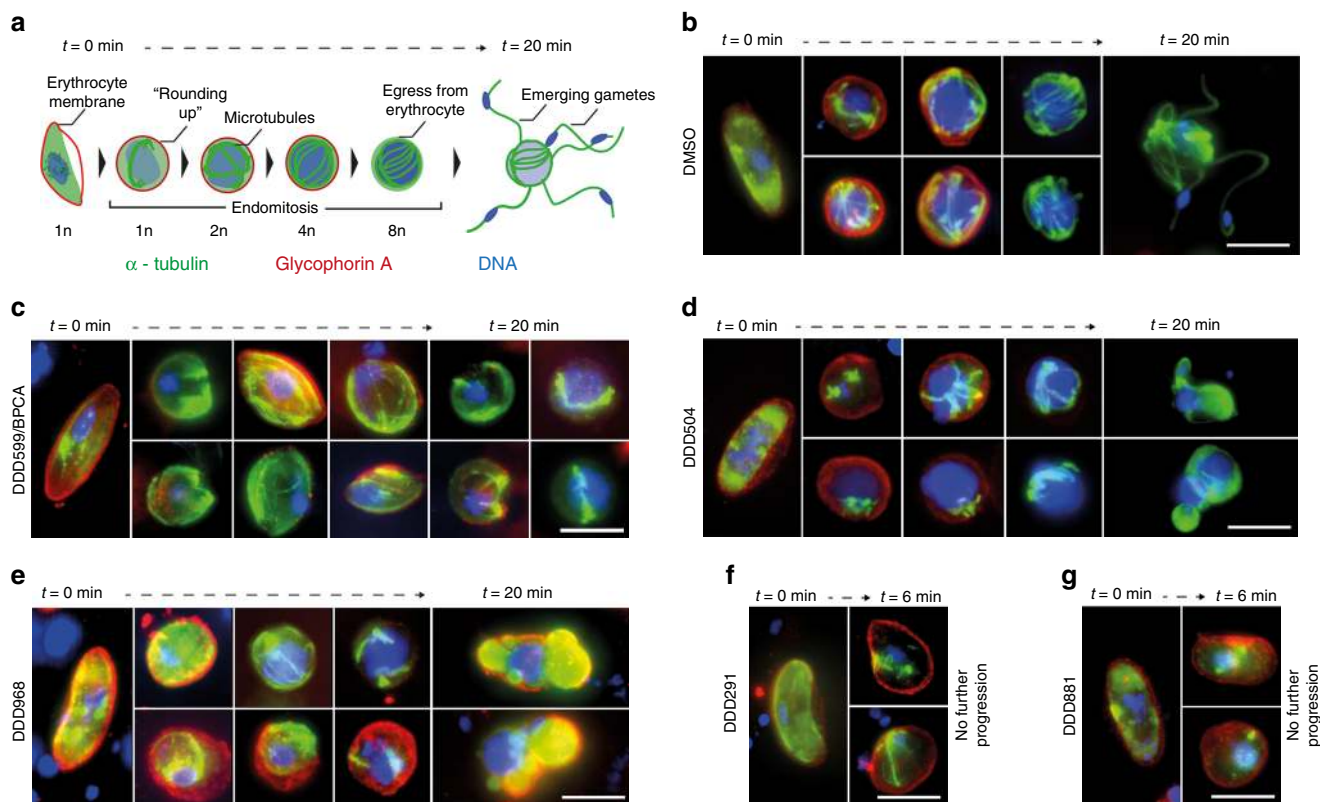 a
t = 0 min
t = 20 min
Erythrocyte
membrane
"Rounding
up"
Microtubules
Egress from
erythrocyte
Emerging gametes
Endomitosis
1n
1n
2n
4n
8n
α - tubulin
Glycophorin A
DNA
b
t = 0 min
t = 20 min
DMSO
c
t = 0 min
t = 20 min
DDD599/BPCA
d
t = 0 min
t = 20 min
DDD504
e
t = 0 min
t = 20 min
DDD968
f
t = 0 min
t = 6 min
DDD291
No further
progression
g
t = 0 min
t = 6 min
DDD881
No further
progression